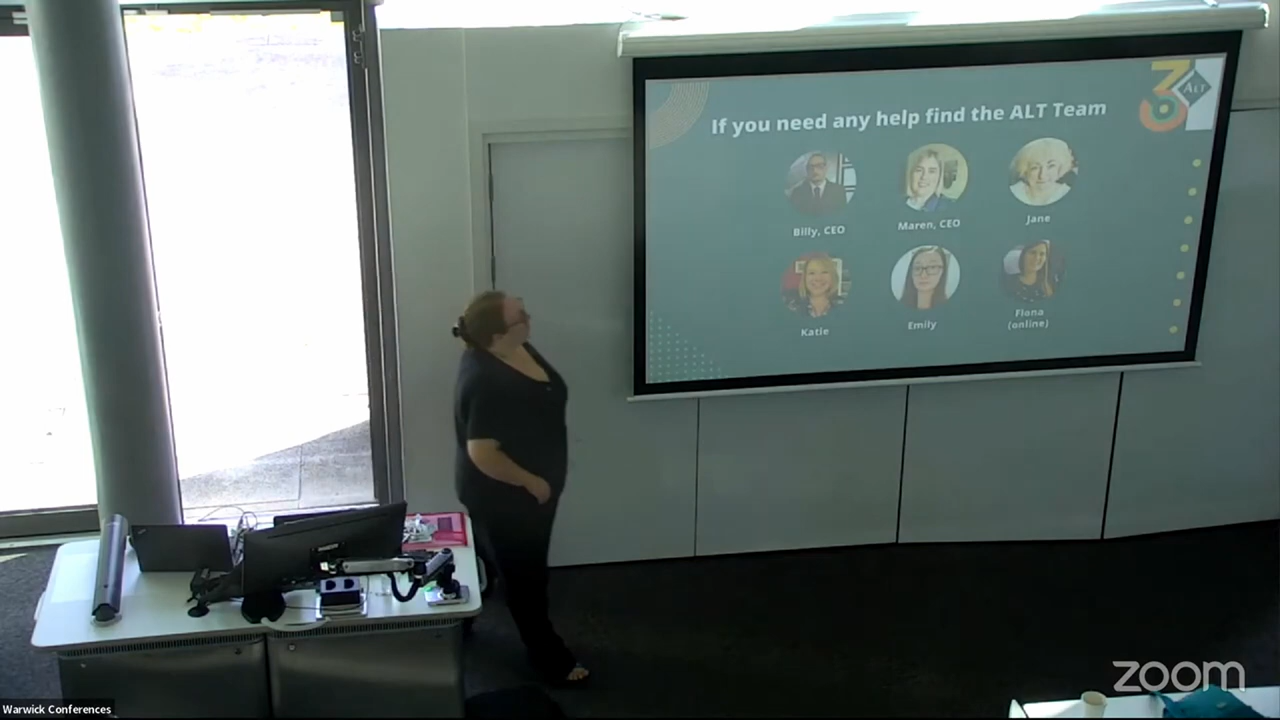 If you need any help find the ALT Team
ALT
Billy, CEO
Maren, CEO
Jane
Katie
Emily
Fiona
(online)
zoom
Warwick Conferences